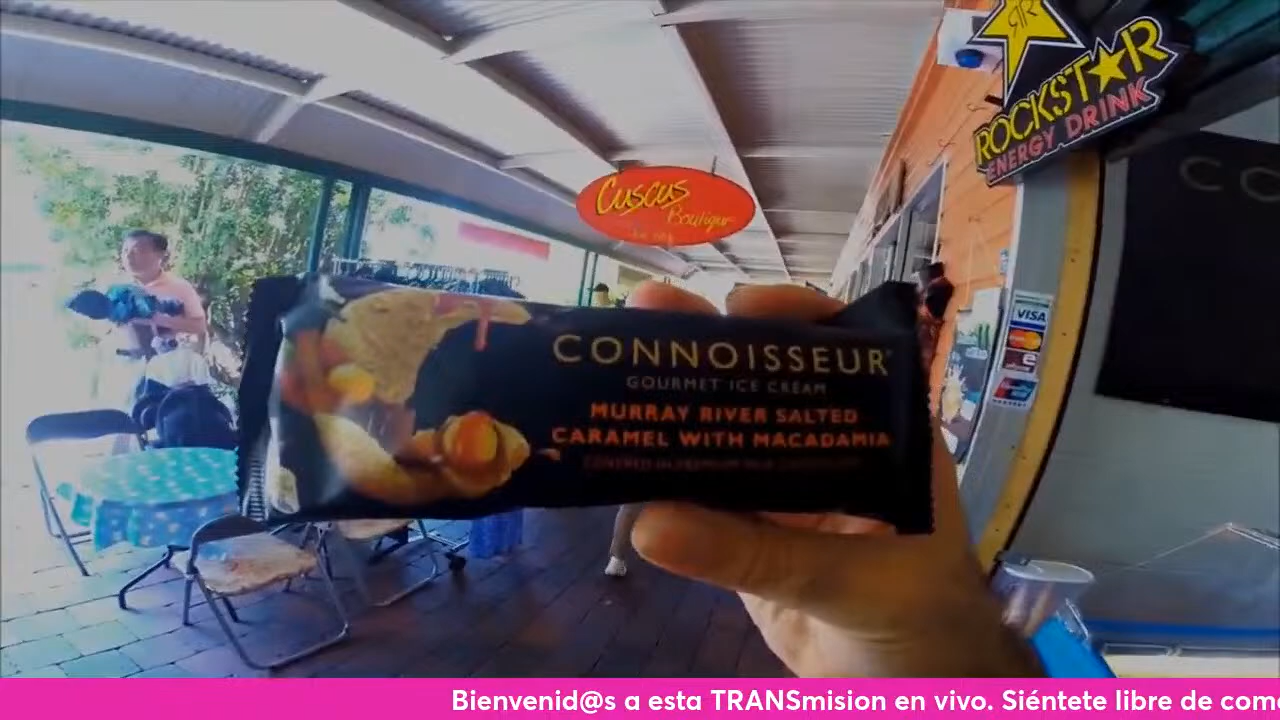 ROCKSTAR
ENERGY DRINK
Cuscus
Boutique
VISA
CONNOISSEUR
GOURMET ICE CREAM
MURRAY RIVER SALTED
CARAMEL WITH MACADAMIA
Bienvenid@s a esta TRANSmision en vivo. Siéntete libre de com